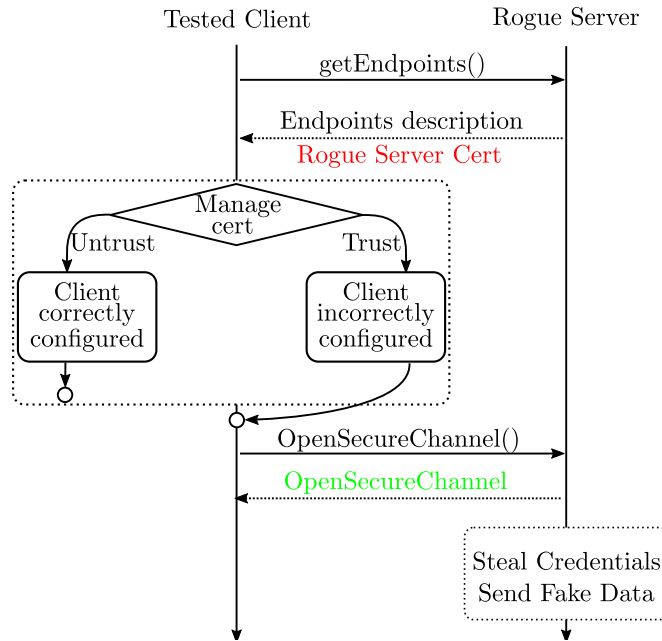 Tested Client
Rogue Server
getEndpoints()
Endpoints description
Rogue Server Cert
Manage
cert
Untrust
Trust
Client
correctly
configured
Client
incorrectly
configured
OpenSecureChannel()
OpenSecureChannel
Steal Credentials
Send Fake Data